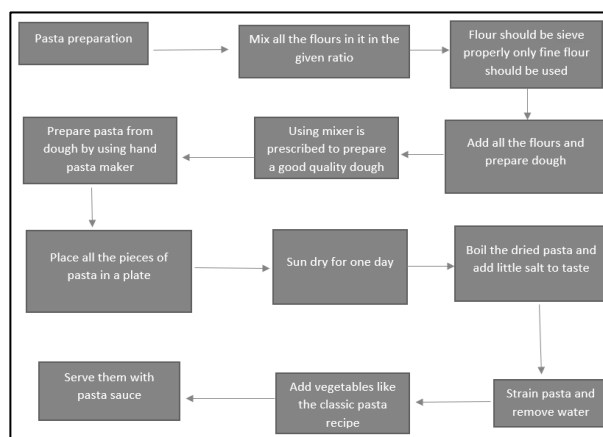 Pasta preparation
Mix all the flours in it in the
given ratio
Flour should be sieve
properly only fine flour
should be used
Add all the flours and
prepare dough
Using mixer is
prescribed to prepare
a good quality dough
Prepare pasta from
dough by using hand
pasta maker
Place all the pieces of
pasta in a plate
Sun dry for one day
Boil the dried pasta and
add little salt to taste
Strain pasta and
remove water
Add vegetables like
the classic pasta
recipe
Serve them with
pasta sauce